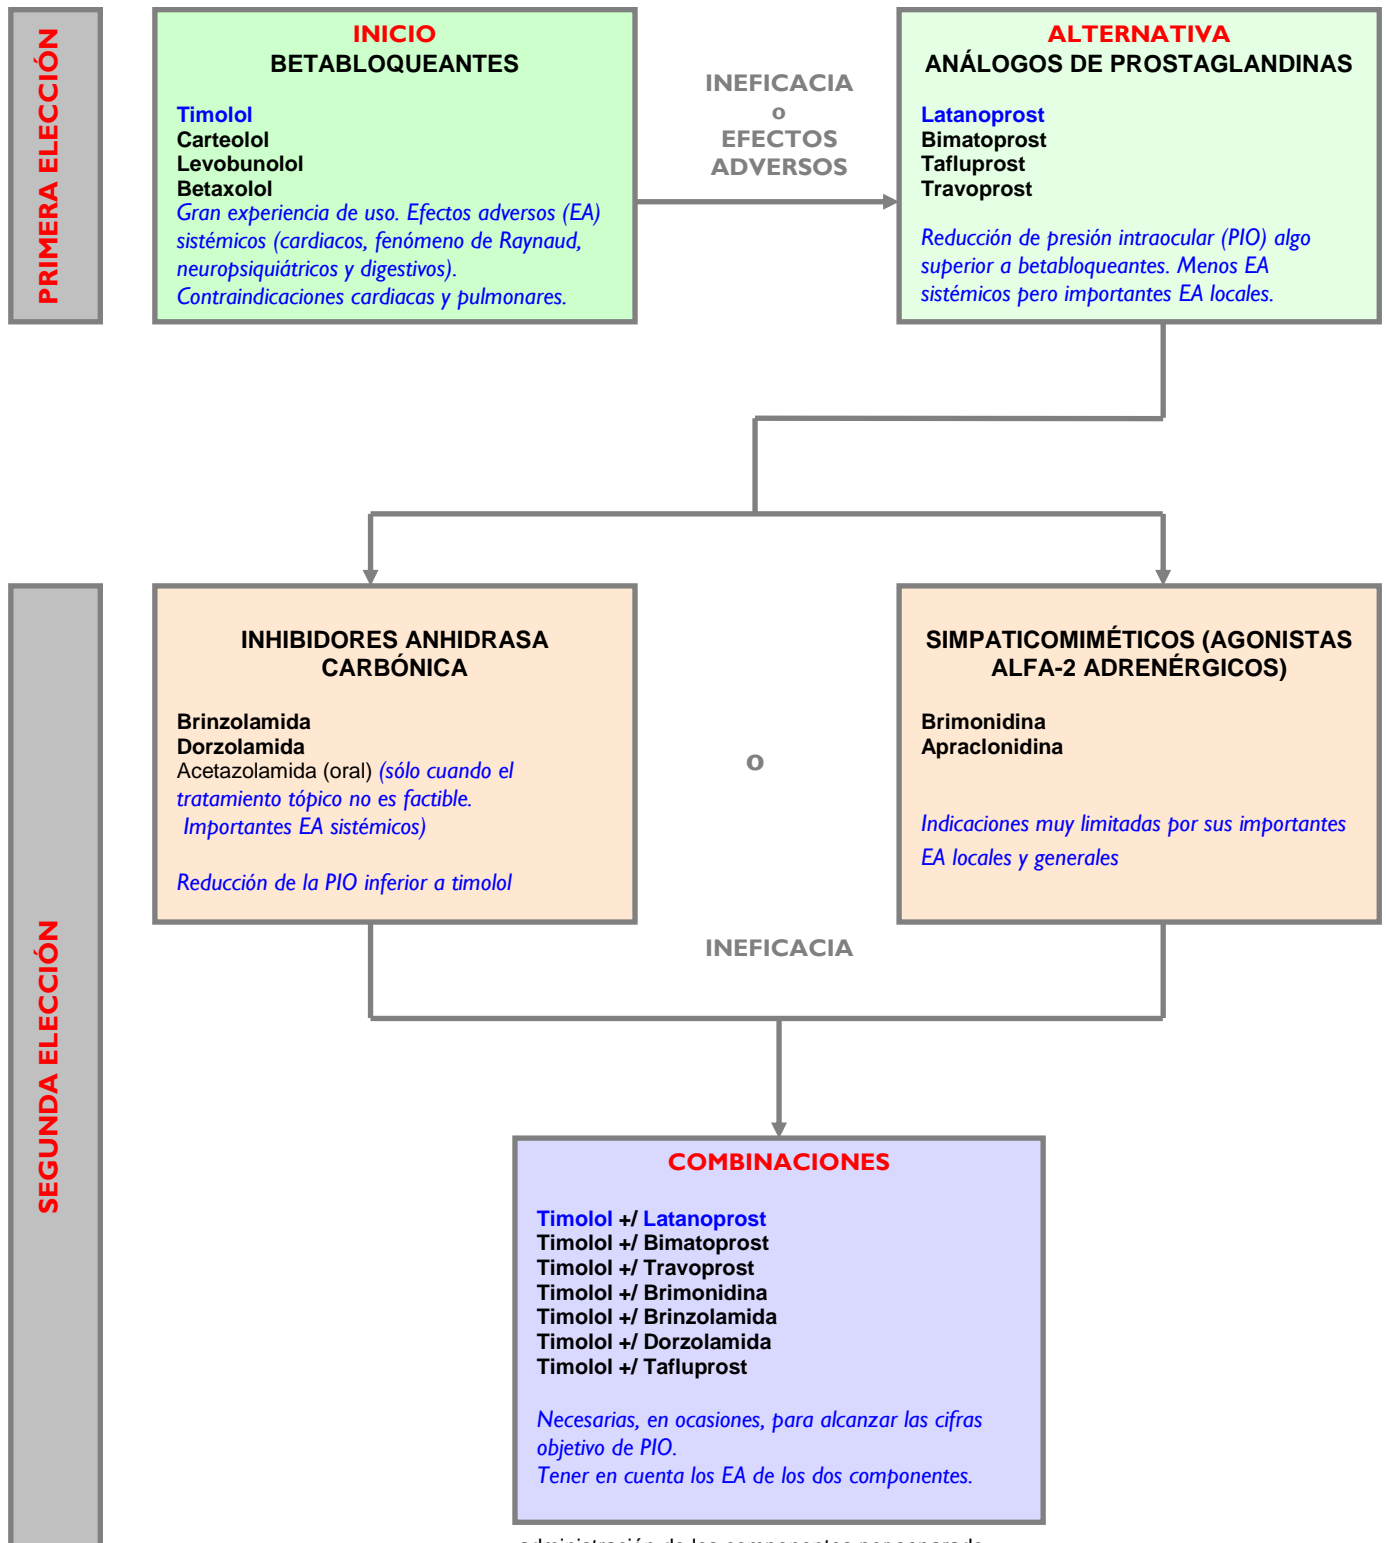 PRIMERA ELECCIÓN
INICIO
BETABLOQUEANTES
Timolol
Carteolol
Levobunolol
Betaxolol
Gran experiencia de uso. Efectos adversos (EA)
sistémicos (cardiacos, fenómeno de Raynaud,
neuropsiquiátricos y digestivos).
Contraindicaciones cardiacas y pulmonares.
INEFICACIA
o
EFECTOS
ADVERSOS
ALTERNATIVA
ANÁLOGOS DE PROSTAGLANDINAS
Latanoprost
Bimatoprost
Tafluprost
Travoprost
Reducción de presión intraocular (PIO) algo
superior a betabloqueantes. Menos EA
sistémicos pero importantes EA locales.
SEGUNDA ELECCIÓN
INHIBIDORES ANHIDRASA
CARBÓNICA
Brinzolamida
Dorzolamida
Acetazolamida (oral) (sólo cuando el
tratamiento tópico no es factible.
Importantes EA sistémicos)
Reducción de la PIO inferior a timolol
o
SIMPATICOMIMÉTICOS (AGONISTAS
ALFA-2 ADRENÉRGICOS)
Brimonidina
Apraclonidina
Indicaciones muy limitadas por sus importantes
EA locales y generales
INEFICACIA
COMBINACIONES
Timolol +/ Latanoprost
Timolol +/ Bimatoprost
Timolol +/ Travoprost
Timolol +/ Brimonidina
Timolol +/ Brinzolamida
Timolol +/ Dorzolamida
Timolol +/ Tafluprost
Necesarias, en ocasiones, para alcanzar las cifras
objetivo de PIO.
Tener en cuenta los EA de los dos componentes.
administración de los componentes por separado